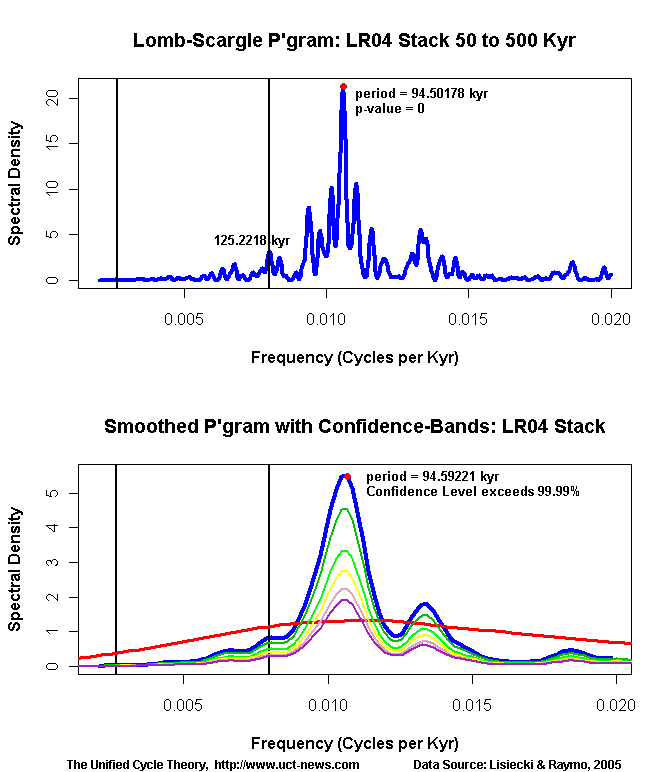 Lomb-Scargle P'gram: LR04 Stack 50 to 500 Kyr
Spectral Density
20
15
10
5
0
period = 94.50178 kyr
p-value = 0
125.2218 kyr
0.005 0.010 0.015 0.020
Frequency (Cycles per Kyr)
Smoothed P'gram with Confidence-Bands: LR04 Stack
Spectral Density
5
4
3
2
1
0
period = 94.59221 kyr
Confidence Level exceeds 99.99%
0.005 0.010 0.015 0.020
Frequency (Cycles per Kyr)
The Unified Cycle Theory, http://www.uct-news.com Data Source: Lisiecki & Raymo, 2005